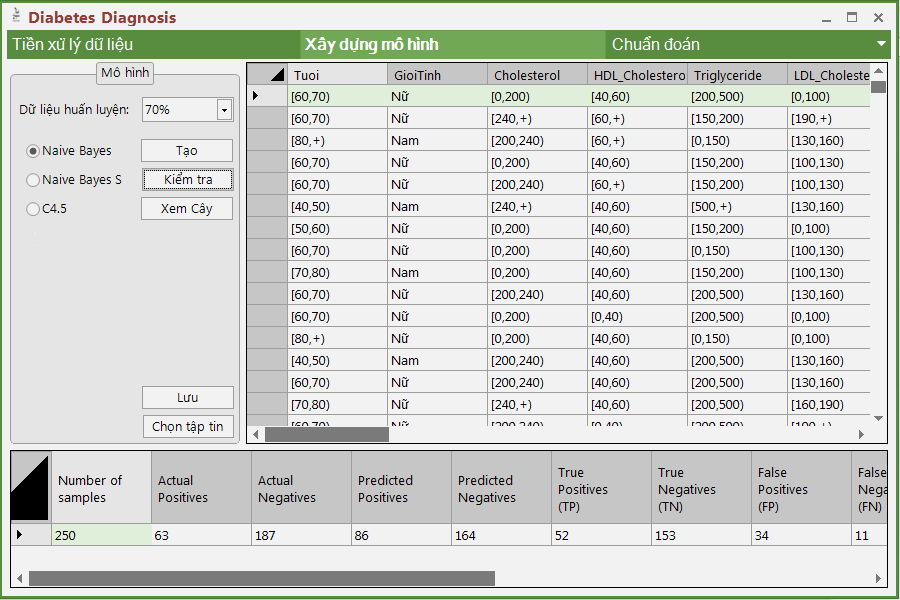 Diabetes Diagnosis
Tiền xử lý dữ liệu Xây dựng mô hình Chuẩn đoán
Mô hình
Dữ liệu huấn luyện: 70%
Naive Bayes Tạo
Naive Bayes S Kiểm tra
C4.5 Xem Cây
Lưu
Chọn tập tin
Tuoi GioiTinh Cholesterol HDL_Cholestero Triglyceride LDL_Choleste
[60,70) Nữ [0,200) [40,60) [200,500) [0,100)
[60,70) Nữ [240,+) [60,+) [150,200) [190,+)
[80,+) Nam [200,240) [60,+) [0,150) [130,160)
[60,70) Nữ [0,200) [40,60) [150,200) [100,130)
[60,70) Nữ [200,240) [60,+) [150,200) [100,130)
[40,50) Nam [240,+) [40,60) [500,+) [130,160)
[50,60) Nữ [0,200) [40,60) [150,200) [0,100)
[60,70) Nữ [0,200) [40,60) [0,150) [100,130)
[70,80) Nam [0,200) [40,60) [150,200) [100,130)
[60,70) Nữ [200,240) [40,60) [200,500) [130,160)
[60,70) Nữ [0,200) [0,40) [200,500) [0,100)
[80,+) Nữ [0,200) [40,60) [0,150) [0,100)
[40,50) Nam [200,240) [40,60) [200,500) [130,160)
[60,70) Nữ [200,240) [40,60) [200,500) [130,160)
[70,80) Nữ [240,+) [40,60) [200,500) [160,190)
[60,70) Nữ [200,240) [0,40) [200,500) [190,+)
Number of samples Actual Positives Actual Negatives Predicted Positives Predicted Negatives True Positives (TP) True Negatives (TN) False Positives (FP) False Nega (FN)
250 63 187 86 164 52 153 34 11